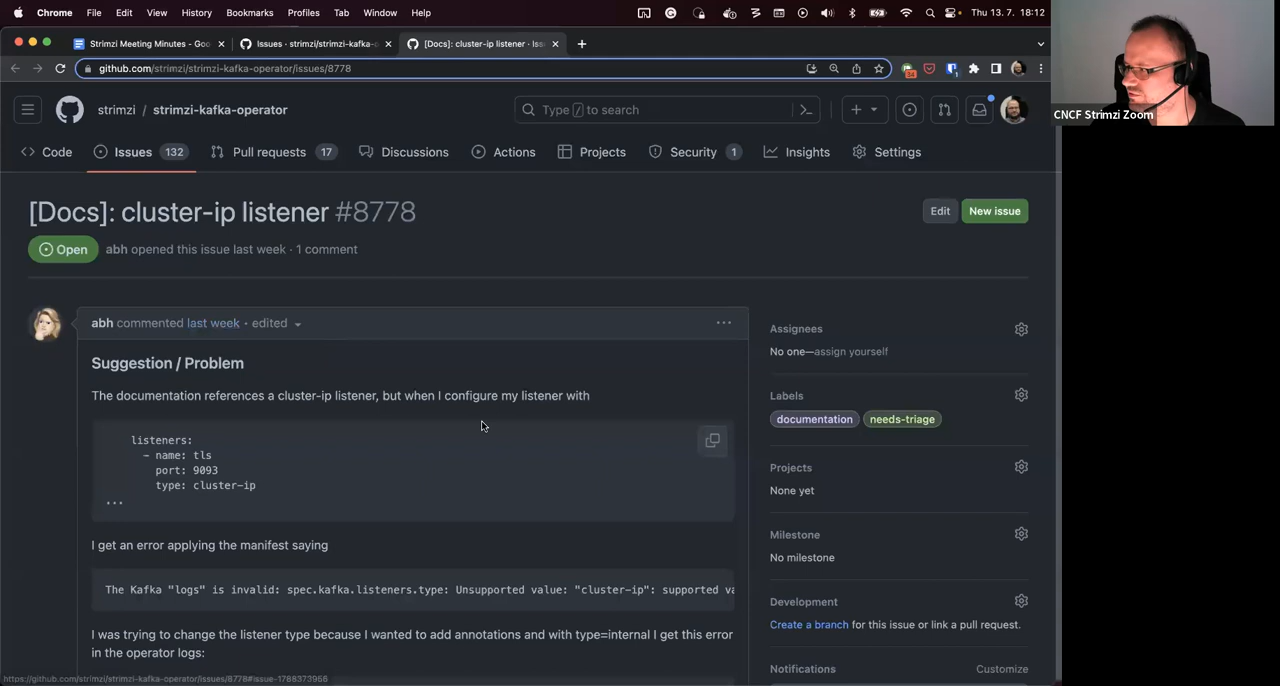 Chrome File Edit View History Bookmarks Profiles Tab Window Help Thu 13. 7. 18:12
Strimzi Meeting Minutes - Goo
Issues · strimzi/strimzi-kafka-
[Docs]: cluster-ip listener · Iss
github.com/strimzi/strimzi-kafka-operator/issues/8778
strimzi / strimzi-kafka-operator
Type / to search
CNCF Strimzi Zoom
Code
Issues 132
Pull requests 17
Discussions
Actions
Projects
Security 1
Insights
Settings
[Docs]: cluster-ip listener #8778
Edit
New issue
Open
abh opened this issue last week · 1 comment
abh commented last week · edited
Suggestion / Problem
The documentation references a cluster-ip listener, but when I configure my listener with
listeners:
- name: tls
port: 9093
type: cluster-ip
...
I get an error applying the manifest saying
The Kafka "logs" is invalid: spec.kafka.listeners.type: Unsupported value: "cluster-ip": supported va
I was trying to change the listener type because I wanted to add annotations and with type=internal I get this error
in the operator logs:
Assignees
No one—assign yourself
Labels
documentation needs-triage
Projects
None yet
Milestone
No milestone
Development
Create a branch for this issue or link a pull request.
Notifications Customize
https://github.com/strimzi/strimzi-kafka-operator/issues/8778#issue-1788373956